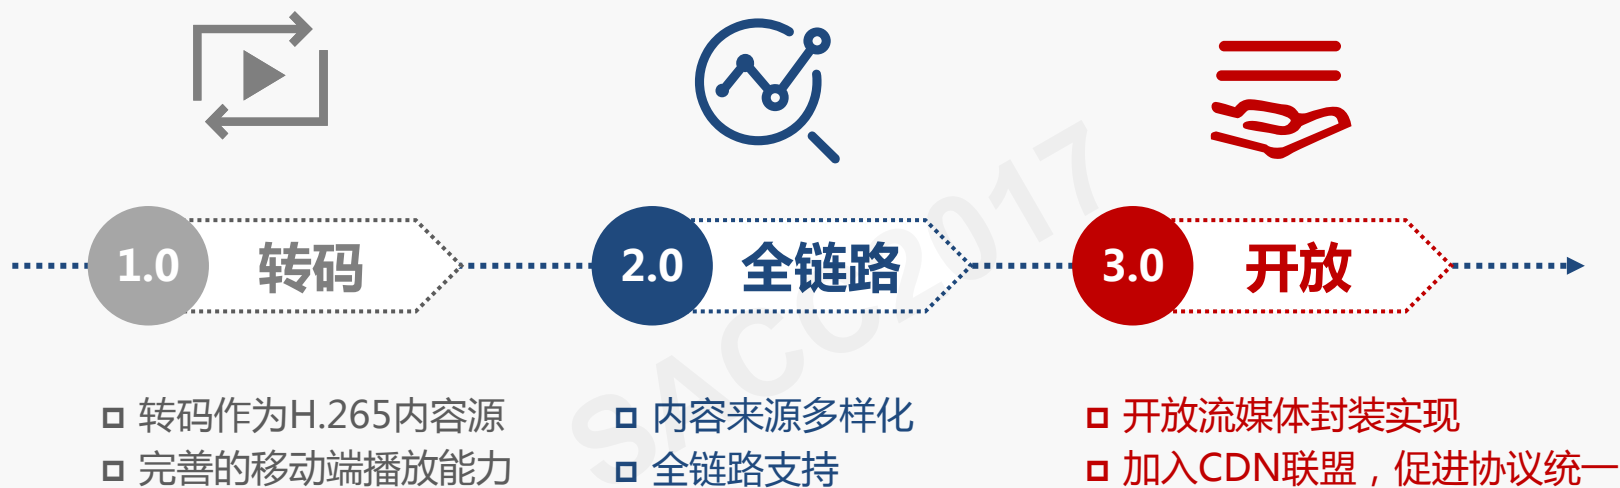 1.0 转码
2.0 全链路
3.0 开放
SACC2017
转码作为H.265内容源
完善的移动端播放能力
内容来源多样化
全链路支持
开放流媒体封装实现
加入CDN联盟，促进协议统一